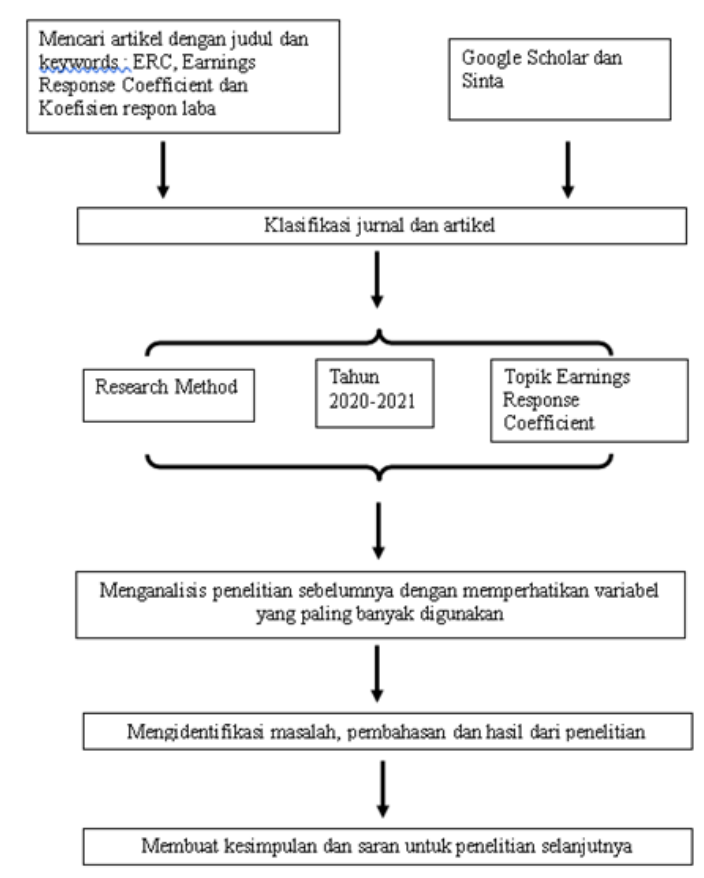 Mencari artikel dengan judul dan
keywords : ERC, Earnings
Response Coefficient dan
Koefisien respon laba
Google Scholar dan
Sinta
Klasifikasi jurnal dan artikel
Research Method
Tahun
2020-2021
Topik Earnings
Response
Coefficient
Menganalisis penelitian sebelumnya dengan memperhatikan variabel
yang paling banyak digunakan
Mengidentifikasi masalah, pembahasan dan hasil dari penelitian
Membuat kesimpulan dan saran untuk penelitian selanjutnya